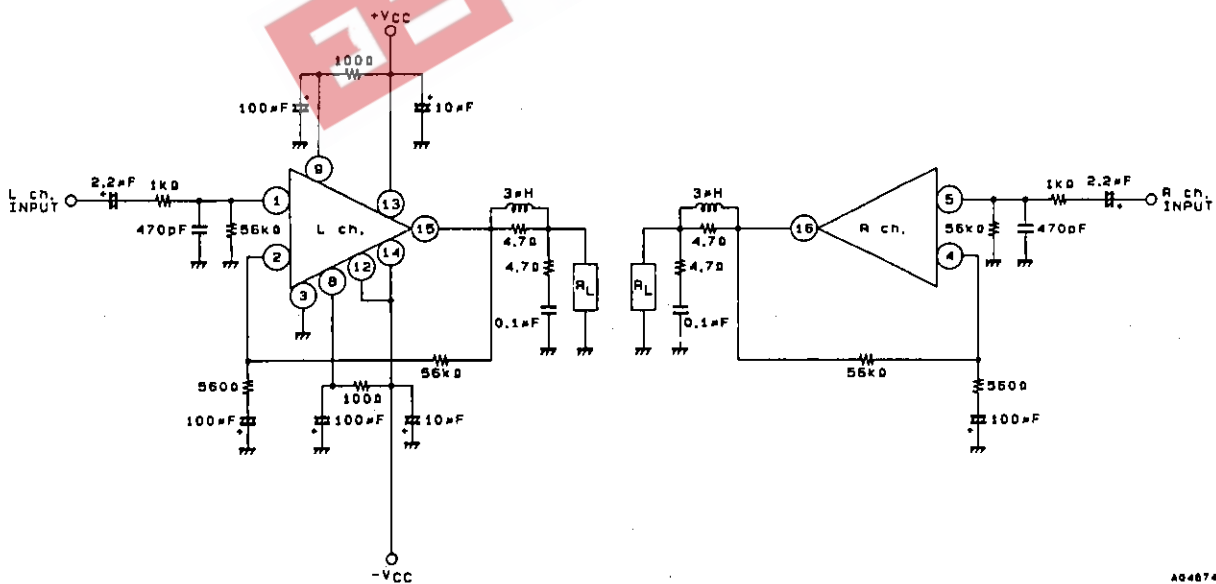 +VCC
100Ω
100µF
+
10µF
+
L ch.
INPUT
2.2µF
+
1kΩ
470pF
56kΩ
1
2
3
8
9
12
13
14
15
L ch.
3µH
4.7Ω
4.7Ω
0.1µF
RL
56kΩ
560Ω
100µF
+
100Ω
100µF
+
10µF
+
-VCC
3µH
4.7Ω
4.7Ω
0.1µF
RL
16
R ch.
5
4
56kΩ
470pF
1kΩ
2.2µF
+
R ch.
INPUT
56kΩ
560Ω
100µF
+